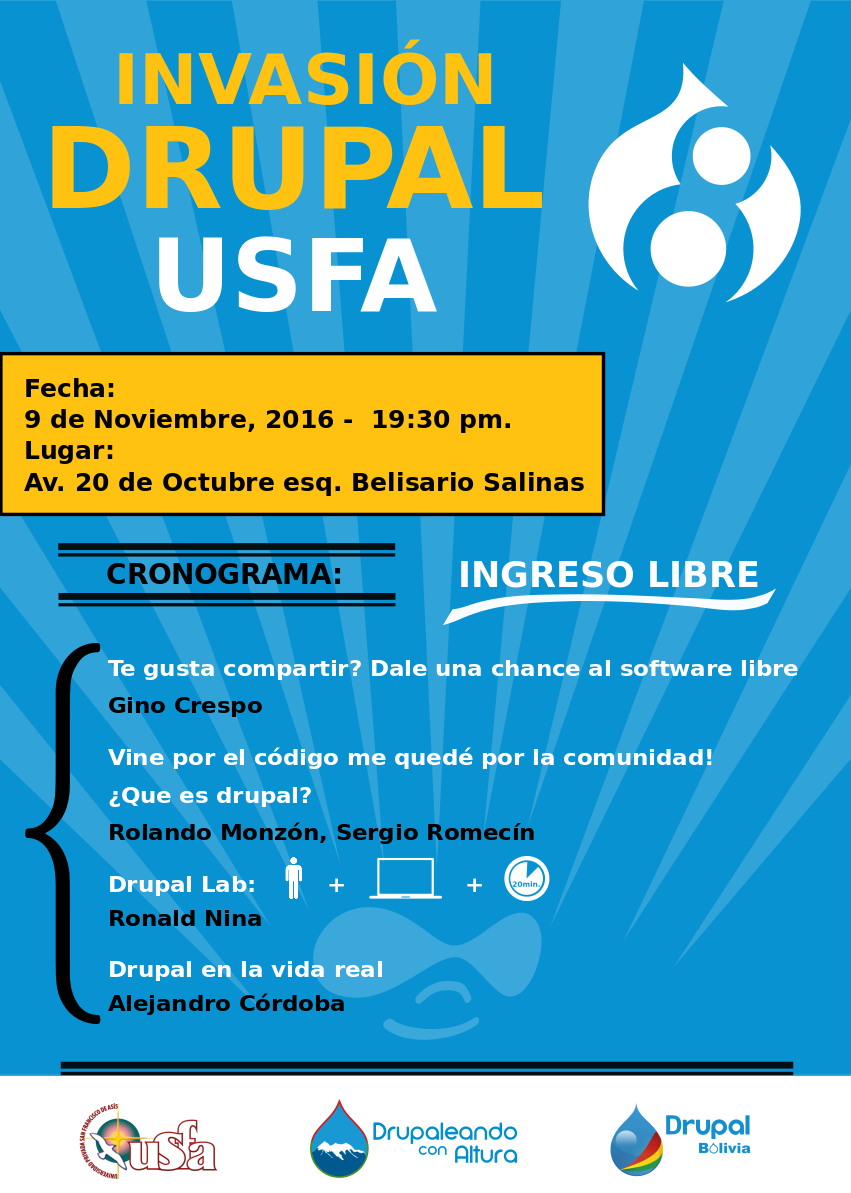 INVASIÓN
DRUPAL
USFA
Fecha:
9 de Noviembre, 2016 - 19:30 pm.
Lugar:
Av. 20 de Octubre esq. Belisario Salinas
CRONOGRAMA:
INGRESO LIBRE
Te gusta compartir? Dale una chance al software libre
Gino Crespo
Vine por el código me quedé por la comunidad!
¿Que es drupal?
Rolando Monzón, Sergio Romecín
Drupal Lab: + + 20min.
Ronald Nina
Drupal en la vida real
Alejandro Córdoba
UNIVERSIDAD PRIVADA SAN FRANCISCO DE ASÍS
usfa
Drupaleando
con Altura
Drupal
Bolivia